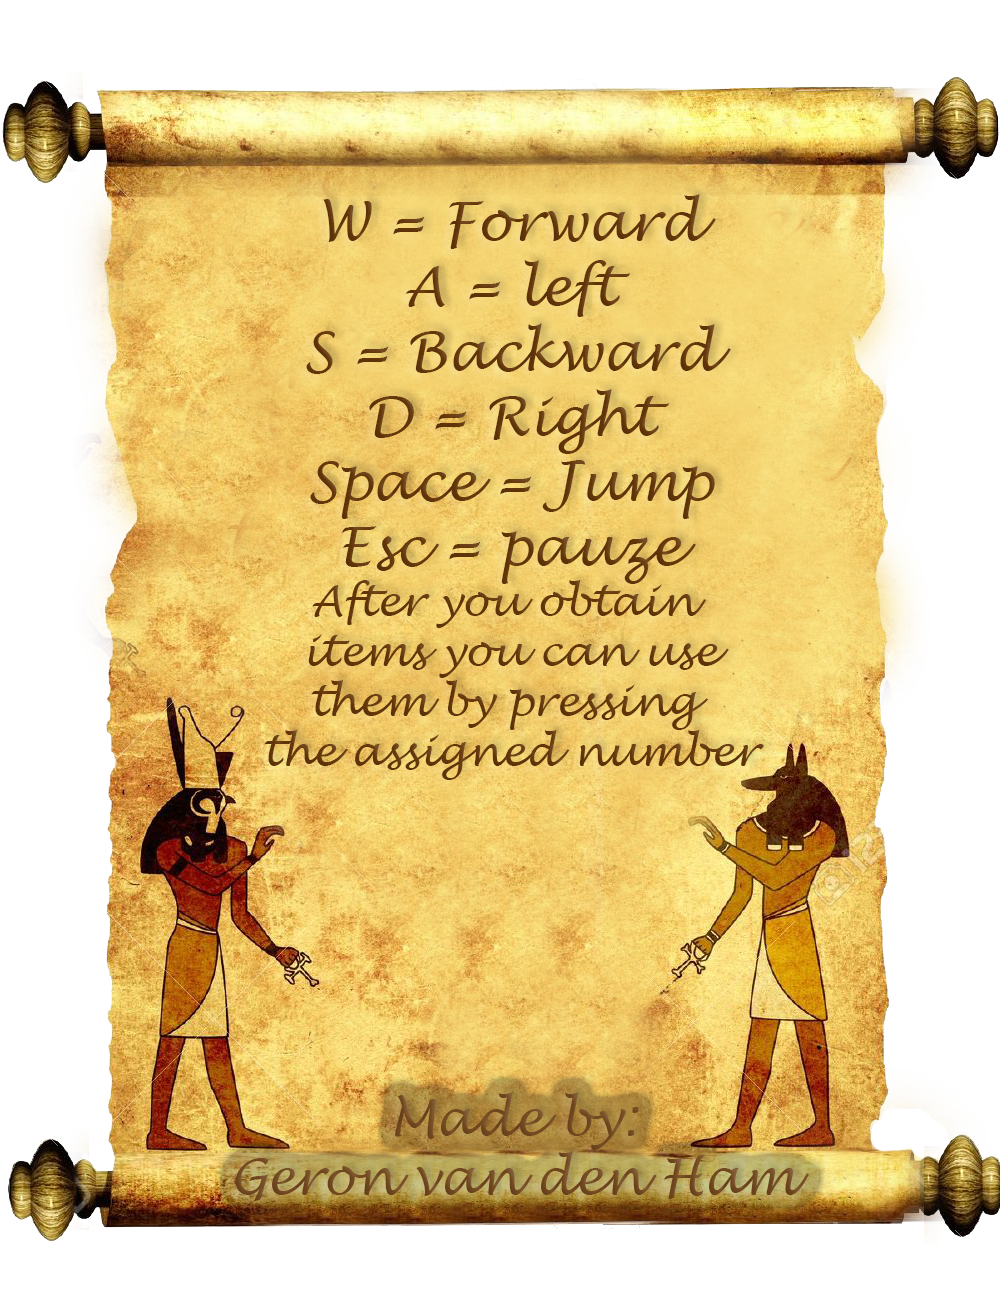 W = Forward
A = left
S = Backward
D = Right
Space = Jump
Esc = pauze
After you obtain
items you can use
them by pressing
the assigned number
Made by:
Geron van den Ham